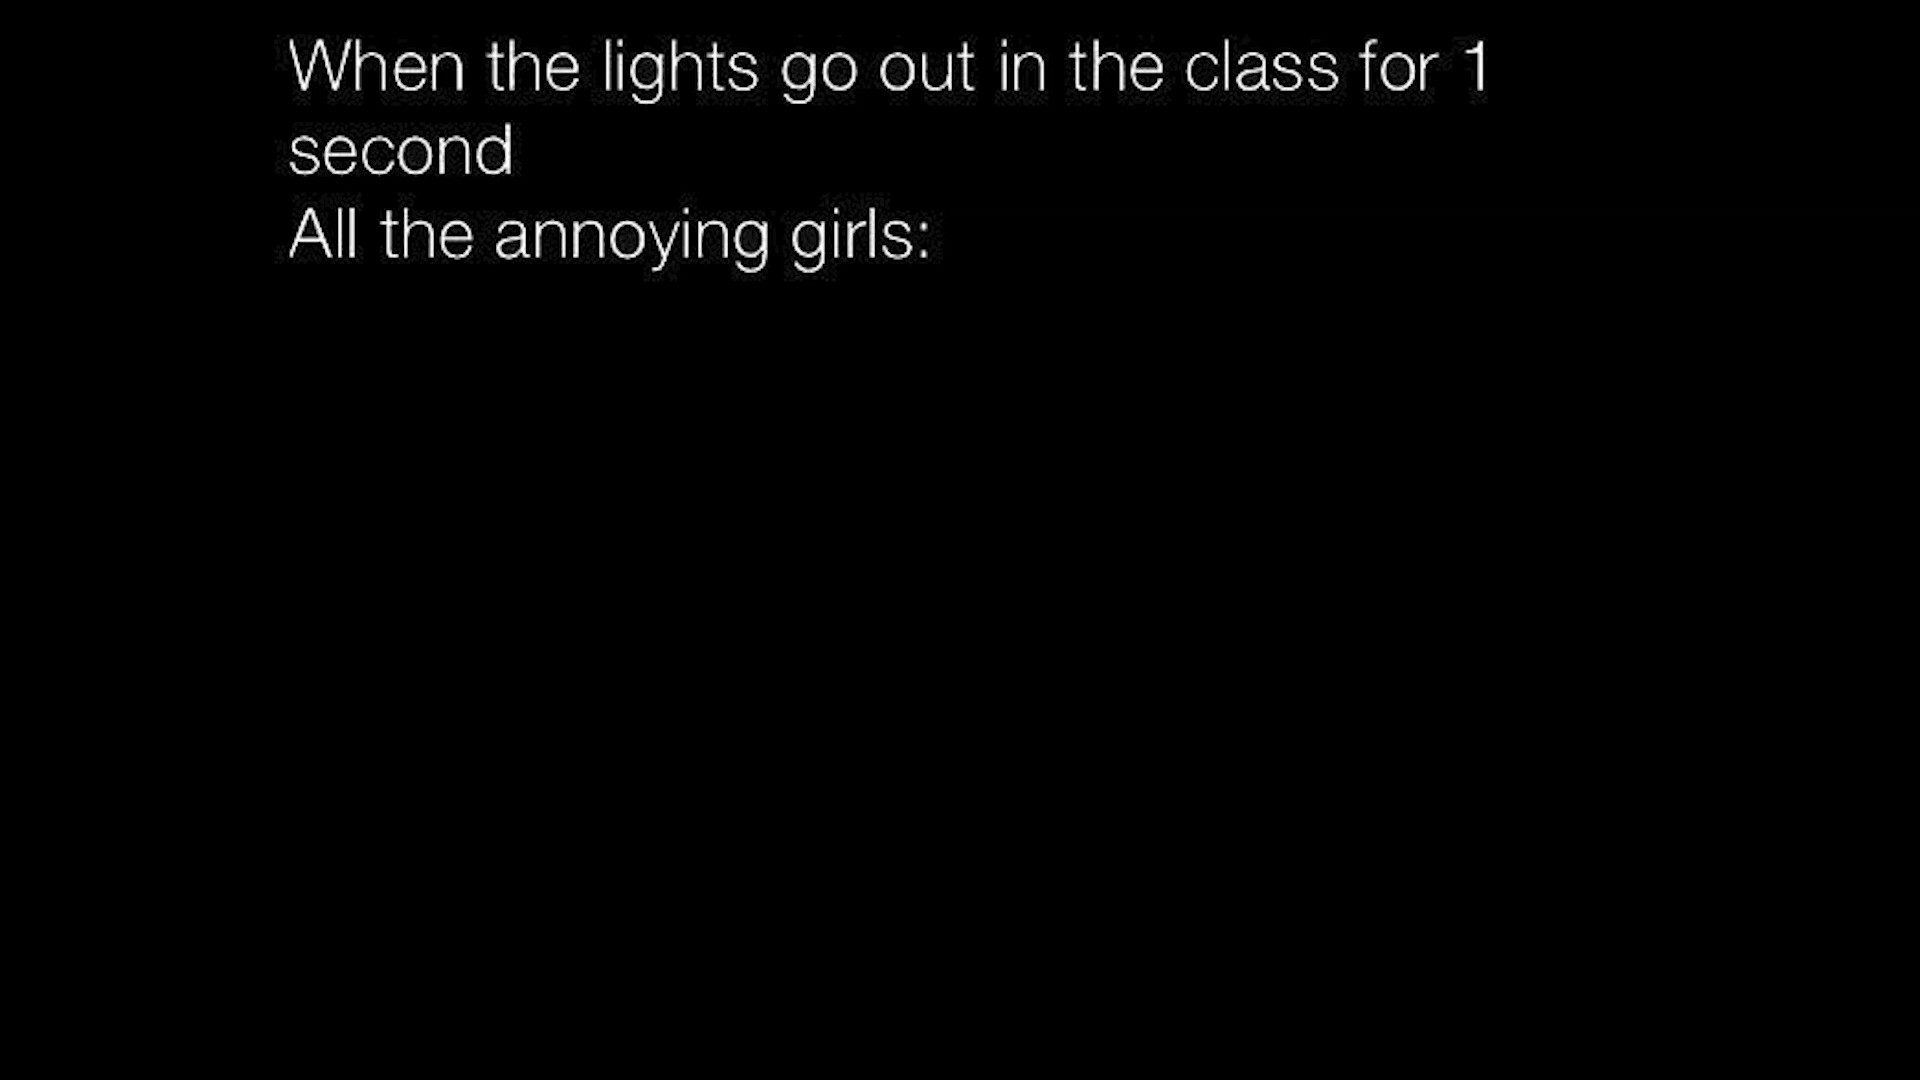 When the lights go out in the class for 1
second
All the annoying girls: